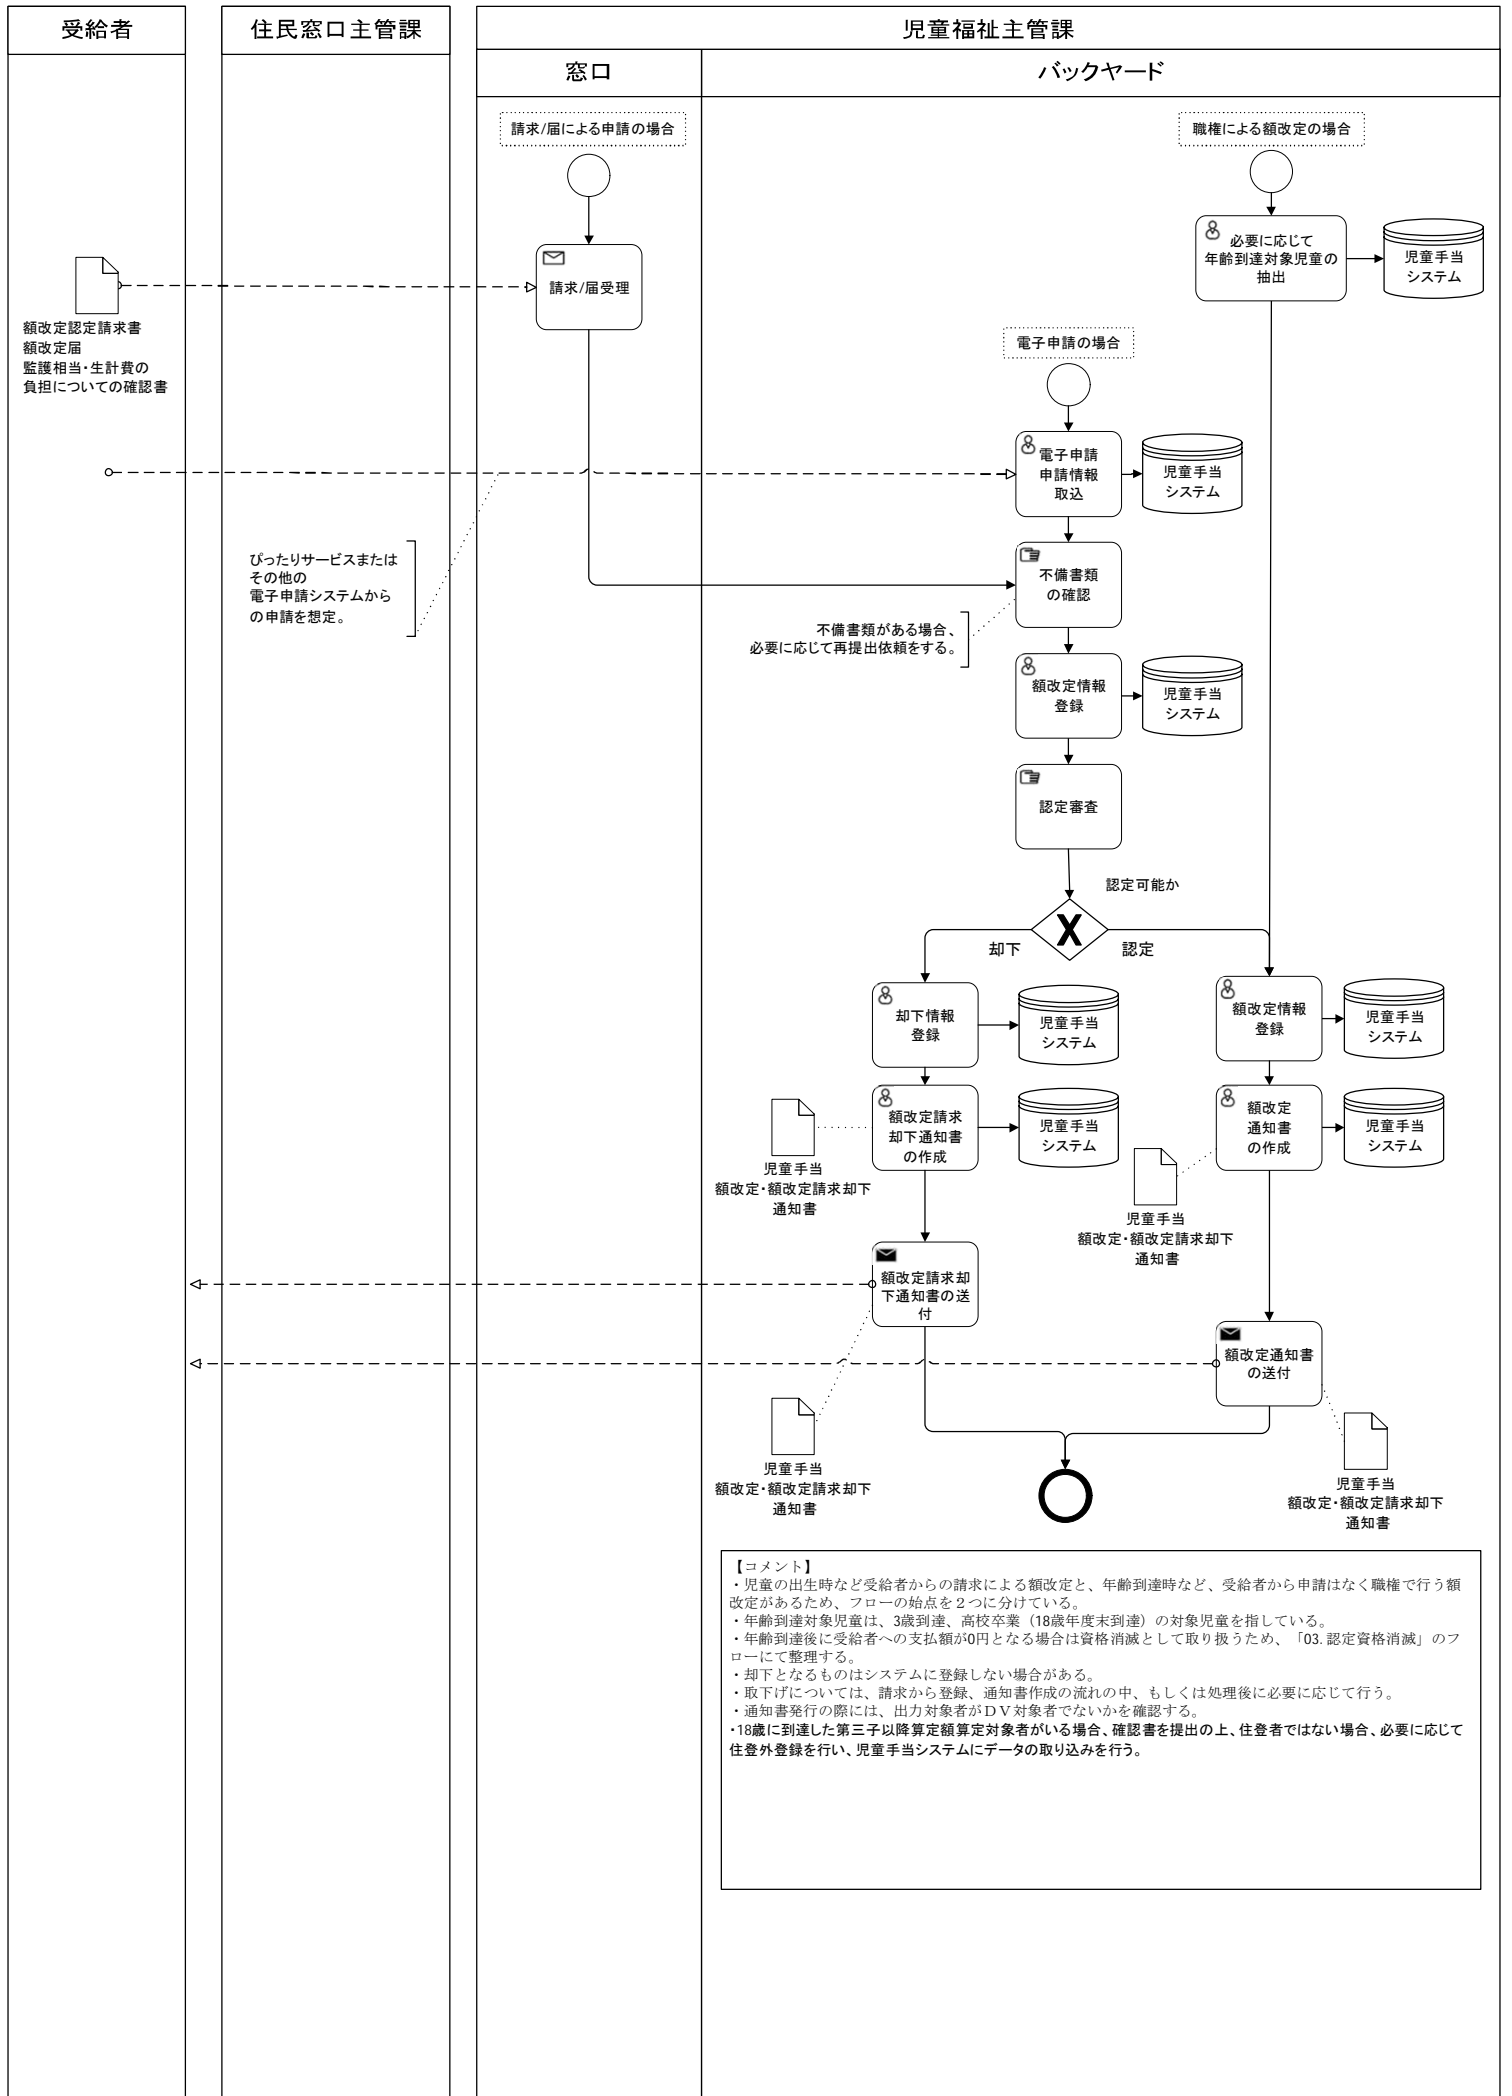 受給者
住民窓口主管課
児童福祉主管課
窓口
バックヤード
請求/届による申請の場合
職権による額改定の場合
必要に応じて
年齢到達対象児童の
抽出
児童手当
システム
請求/届受理
額改定認定請求書
額改定届
監護相当・生計費の
負担についての確認書
電子申請の場合
電子申請
申請情報
取込
児童手当
システム
ぴったりサービスまたは
その他の
電子申請システムから
の申請を想定。
不備書類
の確認
不備書類がある場合、
必要に応じて再提出依頼をする。
額改定情報
登録
児童手当
システム
認定審査
認定可能か
X
却下
認定
却下情報
登録
児童手当
システム
額改定情報
登録
児童手当
システム
額改定請求
却下通知書
の作成
児童手当
システム
児童手当
額改定・額改定請求却下
通知書
額改定
通知書
の作成
児童手当
システム
児童手当
額改定・額改定請求却下
通知書
額改定請求却
下通知書の送
付
額改定通知書
の送付
児童手当
額改定・額改定請求却下
通知書
児童手当
額改定・額改定請求却下
通知書
【コメント】
・児童の出生時など受給者からの請求による額改定と、年齢到達時など、受給者から申請はなく職権で行う額
改定があるため、フローの始点を２つに分けている。
・年齢到達対象児童は、3歳到達、高校卒業（18歳年度末到達）の対象児童を指している。
・年齢到達後に受給者への支払額が0円となる場合は資格消滅として取り扱うため、「03.認定資格消滅」のフ
ローにて整理する。
・却下となるものはシステムに登録しない場合がある。
・取下げについては、請求から登録、通知書作成の流れの中、もしくは処理後に必要に応じて行う。
・通知書発行の際には、出力対象者がＤＶ対象者でないかを確認する。
・18歳に到達した第三子以降算定額算定対象者がいる場合、確認書を提出の上、住登者ではない場合、必要に応じて
住登外登録を行い、児童手当システムにデータの取り込みを行う。